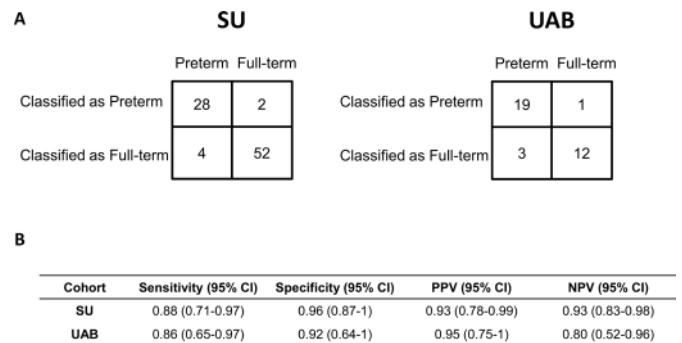 A SU UAB
Preterm Full-term Preterm Full-term
Classified as Preterm 28 2 Classified as Preterm 19 1
Classified as Full-term 4 52 Classified as Full-term 3 12
B
Cohort Sensitivity (95% CI) Specificity (95% CI) PPV (95% CI) NPV (95% CI)
SU 0.88 (0.71-0.97) 0.96 (0.87-1) 0.93 (0.78-0.99) 0.93 (0.83-0.98)
UAB 0.86 (0.65-0.97) 0.92 (0.64-1) 0.95 (0.75-1) 0.80 (0.52-0.96)